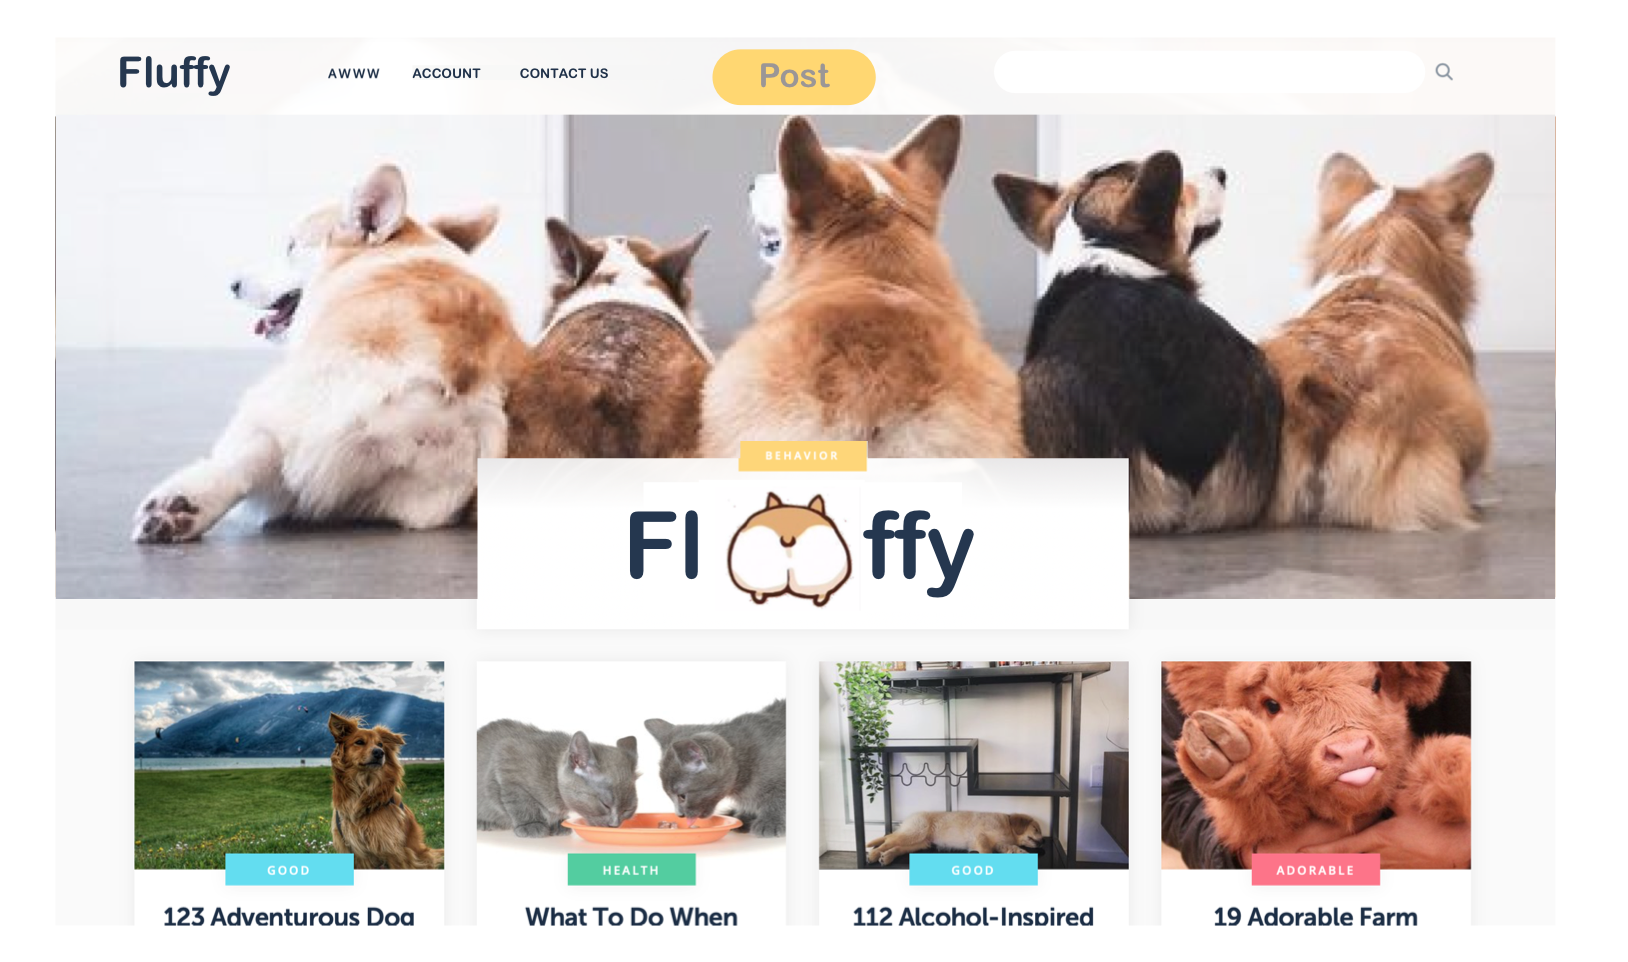 Fluffy
AWWW ACCOUNT CONTACT US
Post
BEHAVIOR
Fl ffy
GOOD
HEALTH
GOOD
ADORABLE
123 Adventurous Dog
What To Do When
112 Alcohol-Inspired
19 Adorable Farm